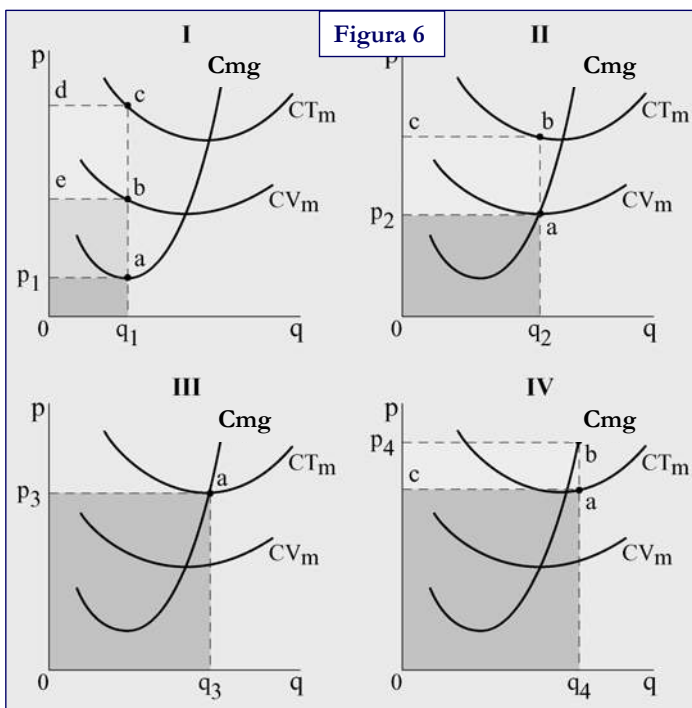 Figura 6
I
p
d
c
Cmg
CTm
e
b
CVm
p1
a
0
q1
q
II
p
Cmg
c
b
CTm
CVm
p2
a
0
q2
q
III
p
Cmg
a
CTm
p3
CVm
0
q3
q
IV
p
Cmg
p4
b
CTm
c
a
CVm
0
q4
q